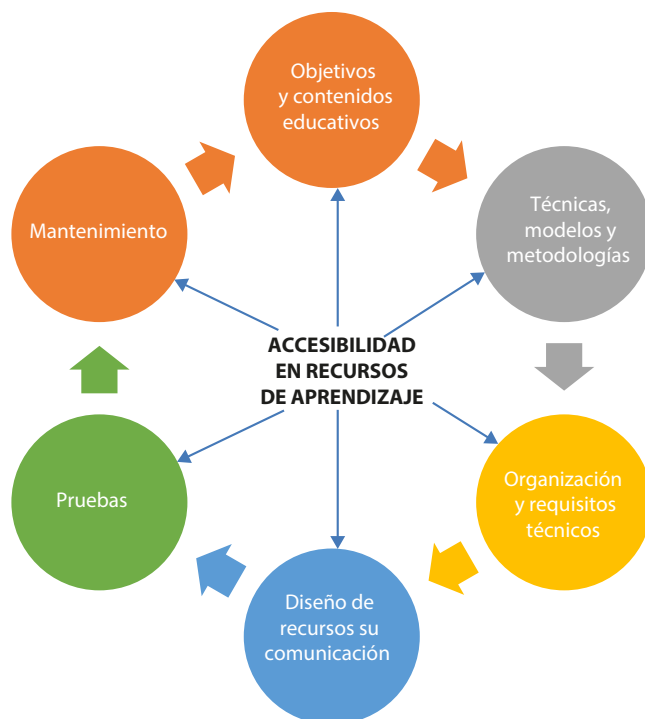 Objetivos
y contenidos
educativos
Técnicas,
modelos y
metodologías
Mantenimiento
ACCESIBILIDAD
EN RECURSOS
DE APRENDIZAJE
Organización
y requisitos
técnicos
Pruebas
Diseño de
recursos su
comunicación